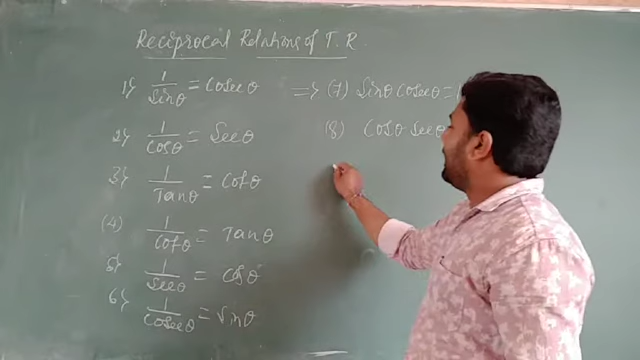 Reciprocal Relations of T.R
1} 1/Sinθ = Cosecθ
2} 1/Cosθ = Secθ
3} 1/Tanθ = Cotθ
(4) 1/Cotθ = Tanθ
5} 1/Secθ = Cosθ
6} 1/Cosecθ = Sinθ
=> (7) Sinθ Cosecθ =
(8) Cosθ Secθ